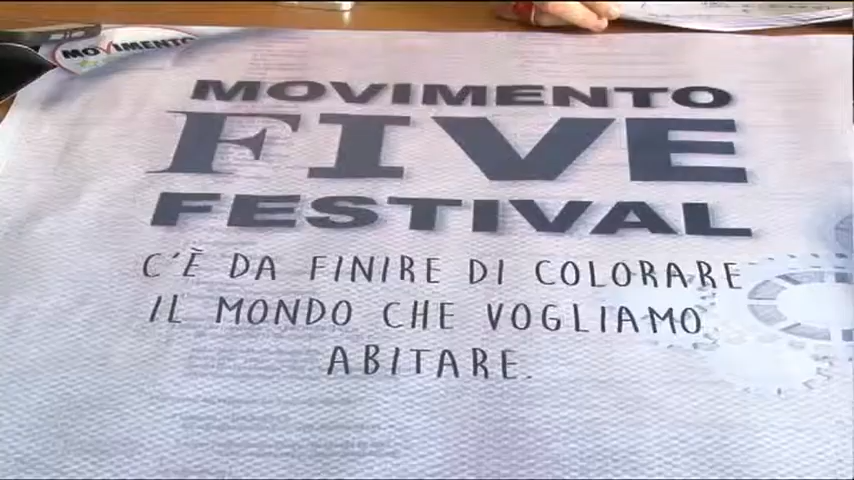 MOVIMENTO
MOVIMENTO
FIVE
FESTIVAL
C'È DA FINIRE DI COLORARE
IL MONDO CHE VOGLIAMO
ABITARE.